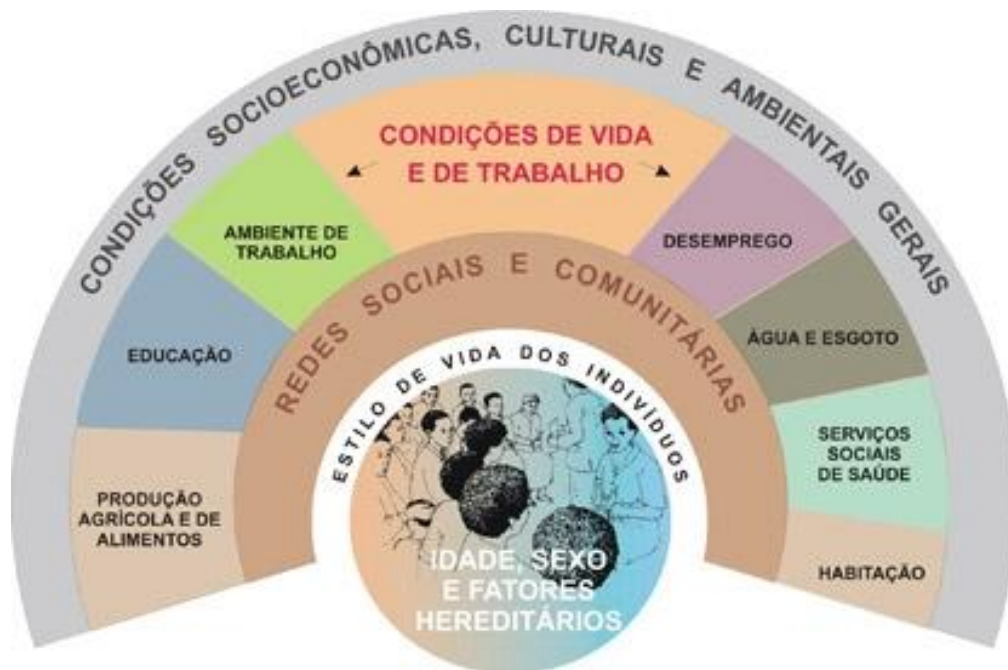 CONDIÇÕES SOCIOECONÔMICAS, CULTURAIS E AMBIENTAIS GERAIS
CONDIÇÕES DE VIDA
E DE TRABALHO
AMBIENTE DE
TRABALHO
DESEMPREGO
REDES SOCIAIS E COMUNITÁRIAS
EDUCAÇÃO
ÀGUA E ESGOTO
ESTILO DE VIDA DOS INDIVÍDUOS
SERVIÇOS
SOCIAIS
DE SAÚDE
PRODUÇÃO
AGRÍCOLA E DE
ALIMENTOS
HABITAÇÃO
IDADE, SEXO
E FATORES
HEREDITÁRIOS